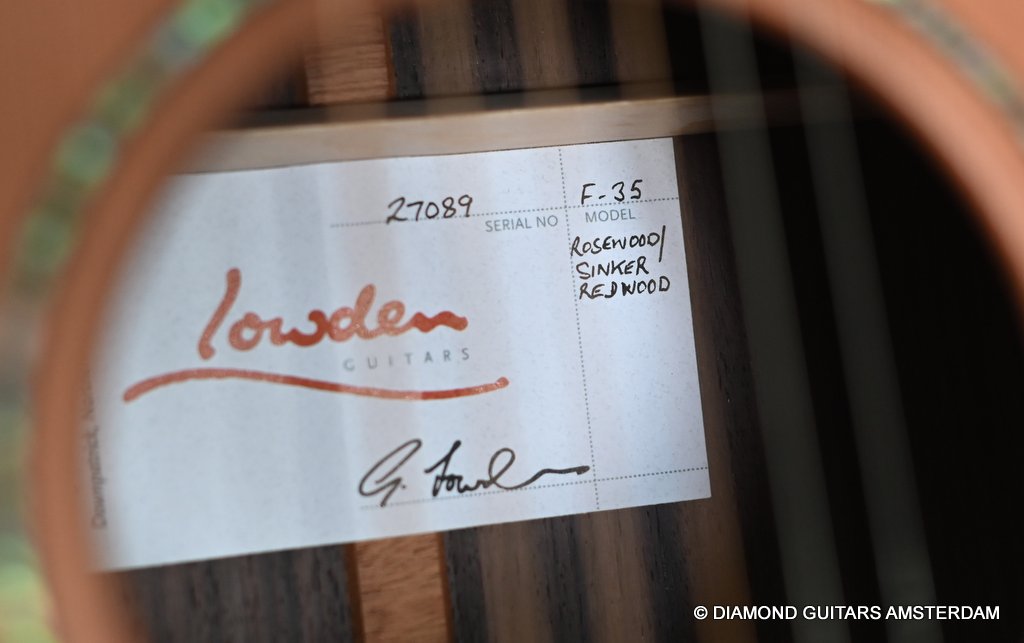 27089
SERIAL NO
F-35
MODEL
ROSEWOOD/
SINKER
REDWOOD
lowden
GUITARS
G. Lowden
© DIAMOND GUITARS AMSTERDAM